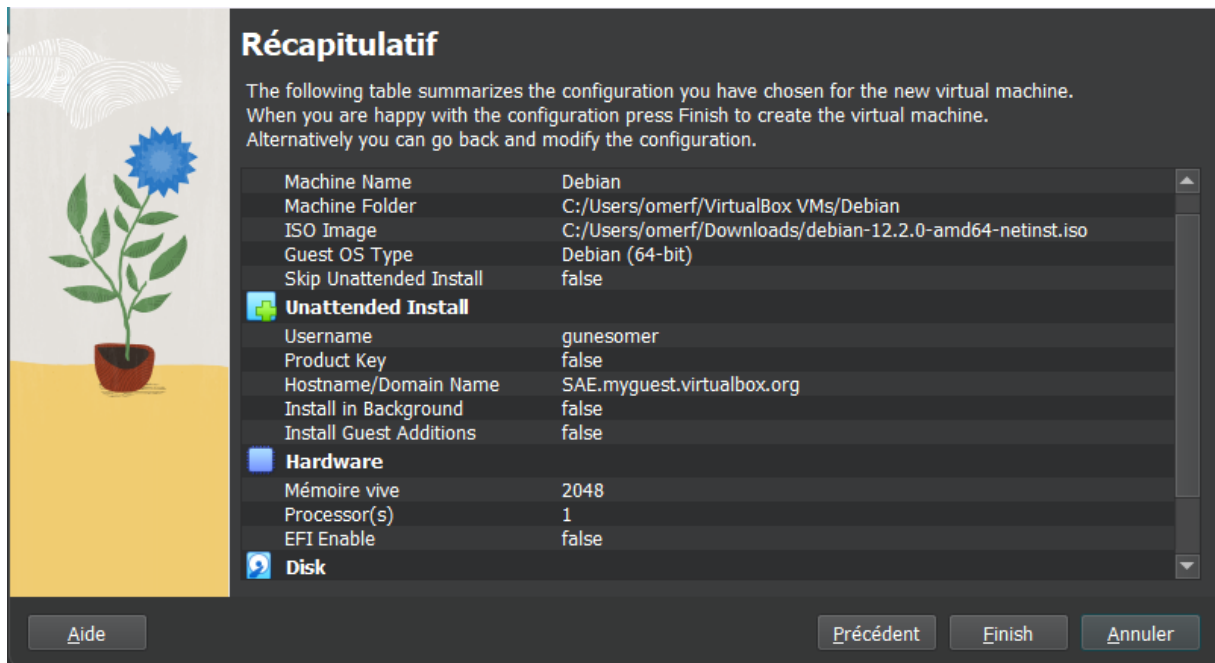 Récapitulatif
The following table summarizes the configuration you have chosen for the new virtual machine.
When you are happy with the configuration press Finish to create the virtual machine.
Alternatively you can go back and modify the configuration.
Machine Name Debian
Machine Folder C:/Users/omerf/VirtualBox VMs/Debian
ISO Image C:/Users/omerf/Downloads/debian-12.2.0-amd64-netinst.iso
Guest OS Type Debian (64-bit)
Skip Unattended Install false
Unattended Install
Username gunesomer
Product Key false
Hostname/Domain Name SAE.myguest.virtualbox.org
Install in Background false
Install Guest Additions false
Hardware
Mémoire vive 2048
Processor(s) 1
EFI Enable false
Disk
Aide Précédent Finish Annuler